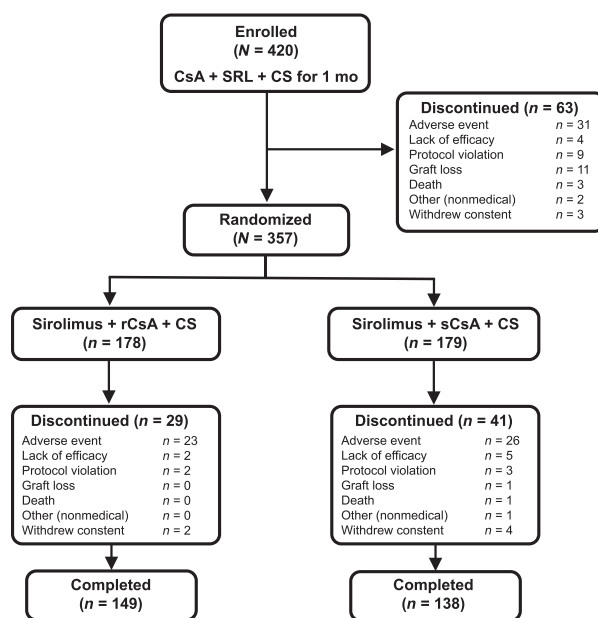 Enrolled
(N = 420)
CsA + SRL + CS for 1 mo
Discontinued (n = 63)
Adverse event n = 31
Lack of efficacy n = 4
Protocol violation n = 9
Graft loss n = 11
Death n = 3
Other (nonmedical) n = 2
Withdrew constent n = 3
Randomized
(N = 357)
Sirolimus + rCsA + CS
(n = 178)
Sirolimus + sCsA + CS
(n = 179)
Discontinued (n = 29)
Adverse event n = 23
Lack of efficacy n = 2
Protocol violation n = 2
Graft loss n = 0
Death n = 0
Other (nonmedical) n = 0
Withdrew constent n = 2
Discontinued (n = 41)
Adverse event n = 26
Lack of efficacy n = 5
Protocol violation n = 3
Graft loss n = 1
Death n = 1
Other (nonmedical) n = 1
Withdrew constent n = 4
Completed
(n = 149)
Completed
(n = 138)